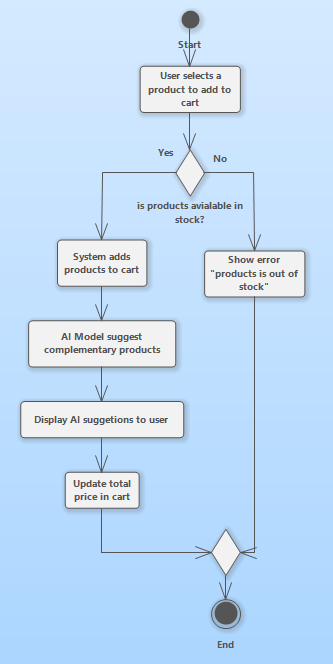 Start
User selects a
product to add to
cart
Yes
No
is products avialable in
stock?
System adds
products to cart
Show error
"products is out of
stock"
AI Model suggest
complementary products
Display AI suggetions to user
Update total
price in cart
End